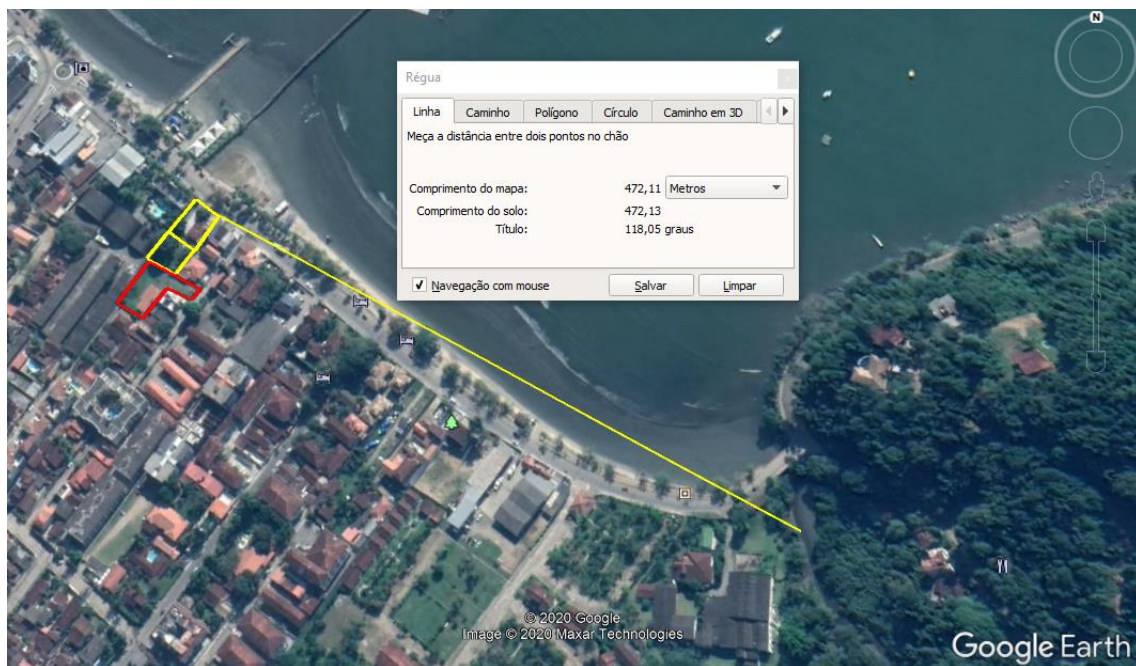 N
Régua
Linha Caminho Polígono Círculo Caminho em 3D
Meça a distância entre dois pontos no chão
Comprimento do mapa: 472,11 Metros
Comprimento do solo: 472,13
Título: 118,05 graus
Navegação com mouse Salvar Limpar
© 2020 Google
Image © 2020 Maxar Technologies
Google Earth